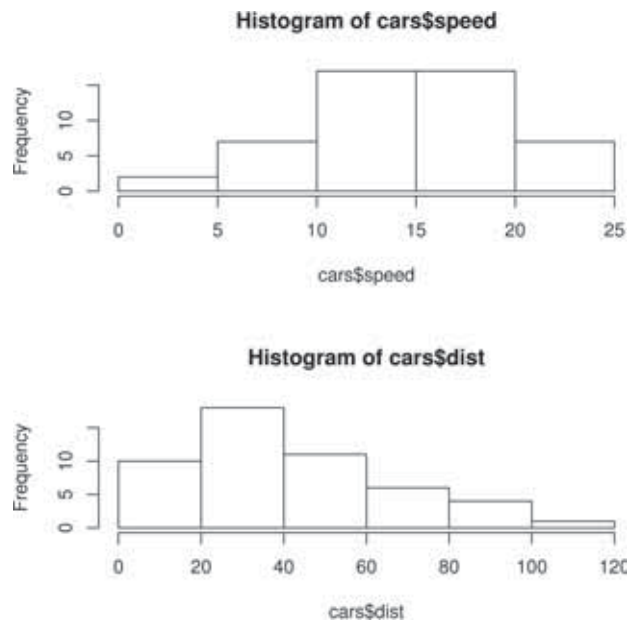 Histogram of cars$speed
Frequency
0 5 10
0 5 10 15 20 25
cars$speed
Histogram of cars$dist
Frequency
0 5 10
0 20 40 60 80 100 120
cars$dist